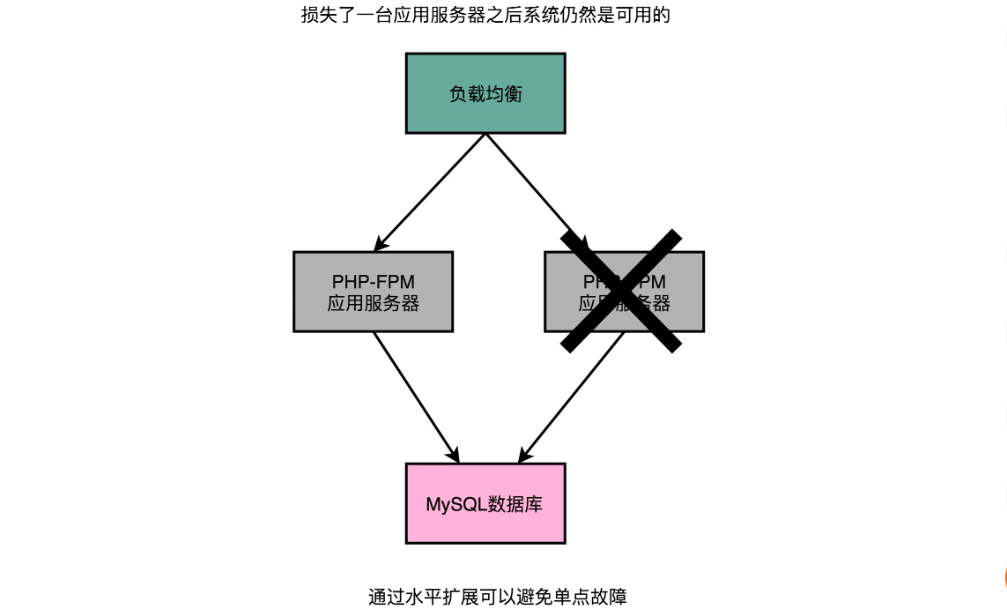 损失了一台应用服务器之后系统仍然是可用的
负载均衡
PHP-FPM
应用服务器
PHP-FPM
应用服务器
MySQL数据库
通过水平扩展可以避免单点故障